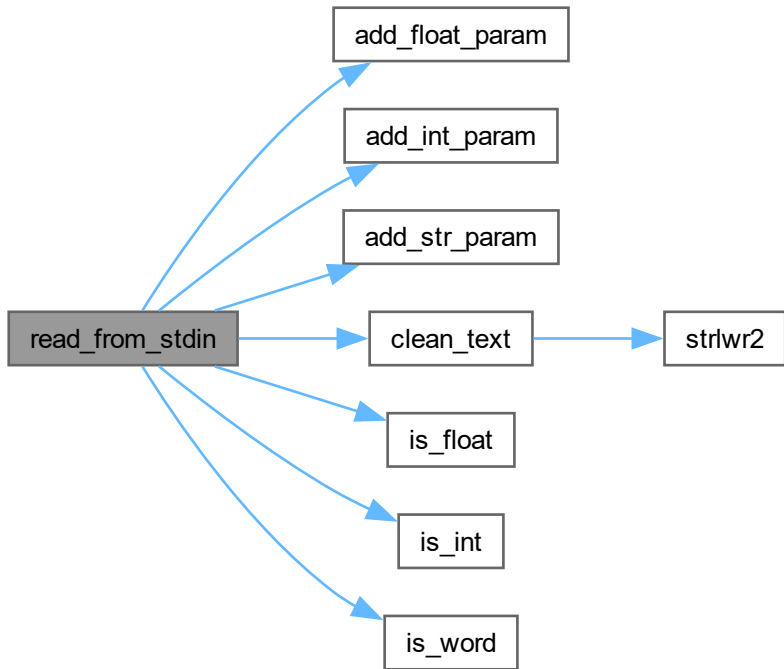 add_float_param
add_int_param
add_str_param
read_from_stdin
clean_text
strlwr2
is_float
is_int
is_word